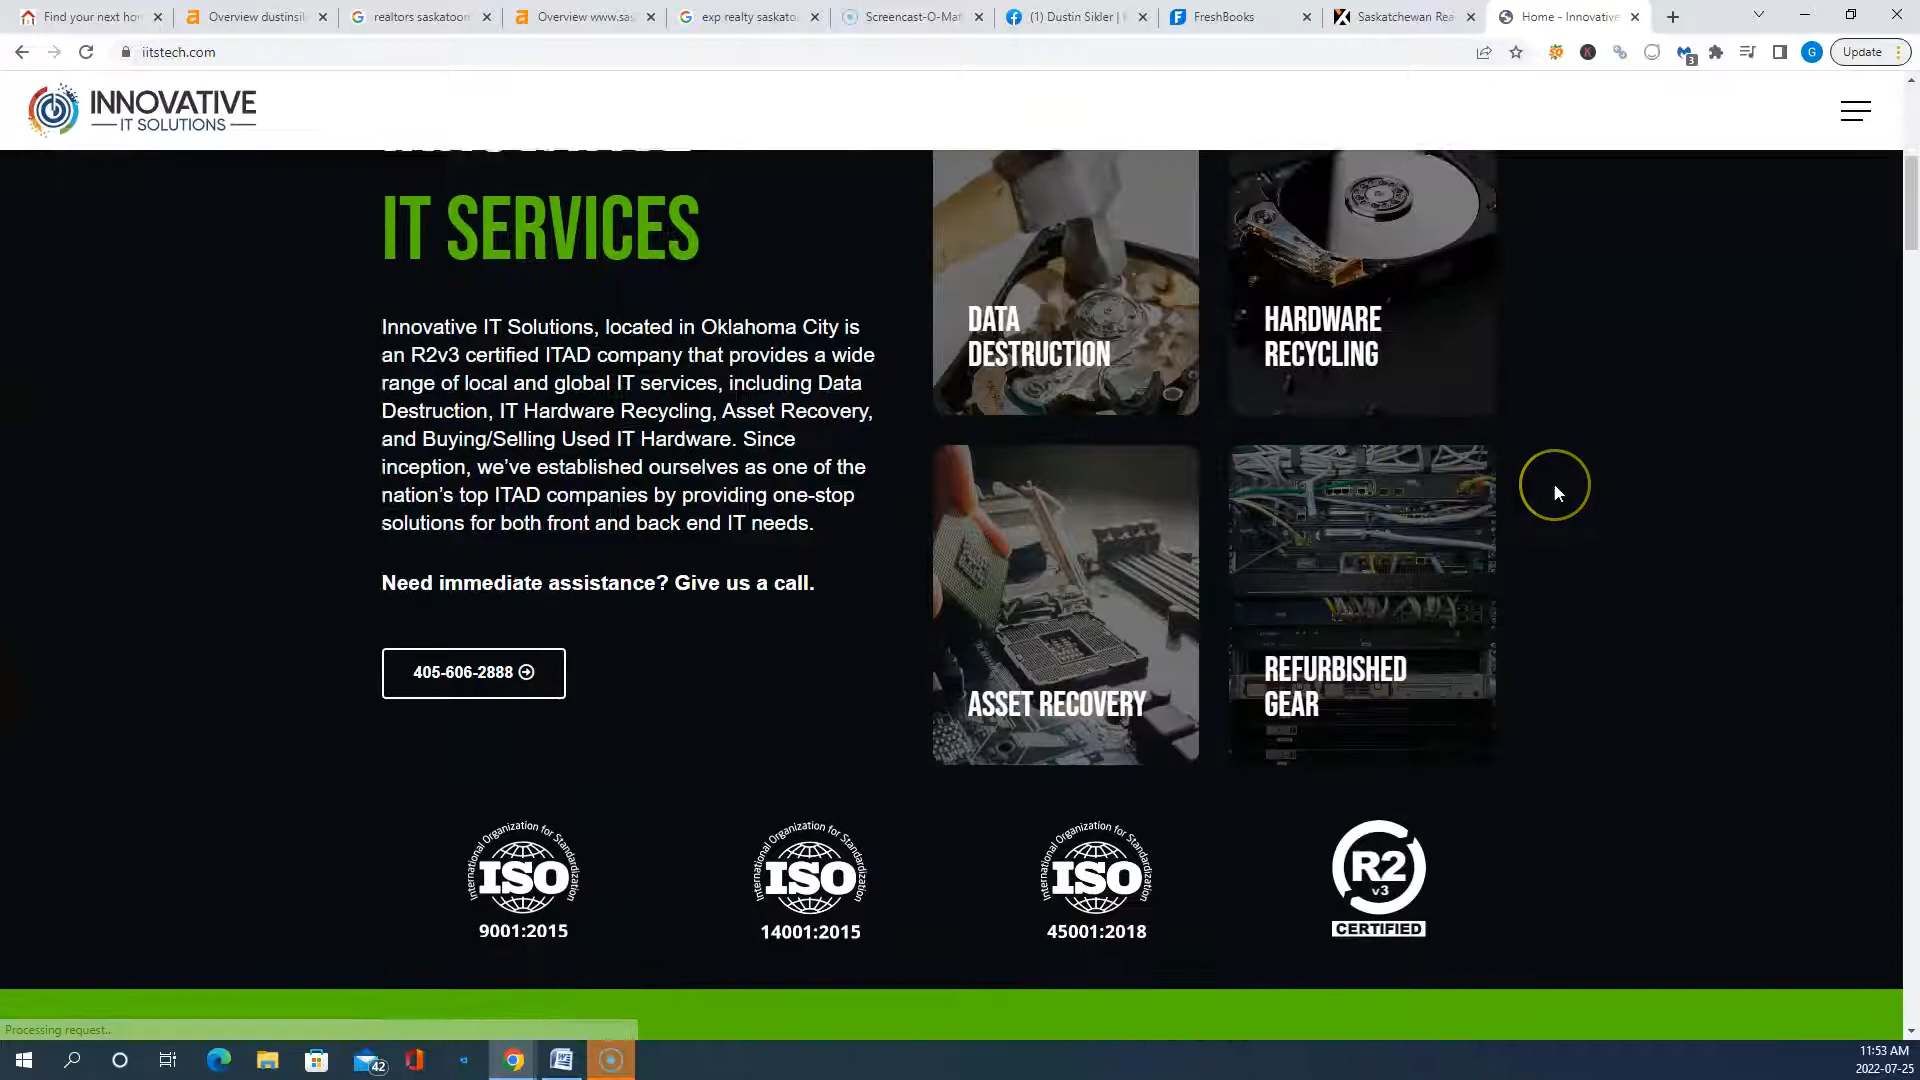 Find your next hor
Overview dustinsil
realtors saskatoon
Overview www.sas
exp realty saskato
Screencast-O-Mat
(1) Dustin Sikler |
FreshBooks
Saskatchewan Rea
Home - Innovative
iitstech.com
3
G
Update
INNOVATIVE
IT SOLUTIONS
IT SERVICES
Innovative IT Solutions, located in Oklahoma City is
an R2v3 certified ITAD company that provides a wide
range of local and global IT services, including Data
Destruction, IT Hardware Recycling, Asset Recovery,
and Buying/Selling Used IT Hardware. Since
inception, we've established ourselves as one of the
nation's top ITAD companies by providing one-stop
solutions for both front and back end IT needs.
Need immediate assistance? Give us a call.
405-606-2888
DATA
DESTRUCTION
HARDWARE
RECYCLING
ASSET RECOVERY
REFURBISHED
GEAR
International Organization for Standardization
ISO
9001:2015
International Organization for Standardization
ISO
14001:2015
International Organization for Standardization
ISO
45001:2018
R2
v3
CERTIFIED
Processing request..
42
11:53 AM
2022-07-25